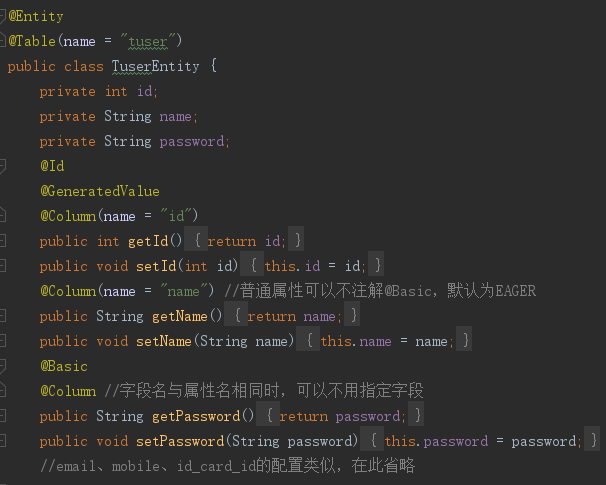 @Entity
@Table(name = "tuser")
public class TuserEntity {
private int id;
private String name;
private String password;
@Id
@GeneratedValue
@Column(name = "id")
public int getId() { return id; }
public void setId(int id) { this.id = id; }
@Column(name = "name") //普通属性可以不注解@Basic，默认为EAGER
public String getName() { return name; }
public void setName(String name) { this.name = name; }
@Basic
@Column //字段名与属性名相同时，可以不用指定字段
public String getPassword() { return password; }
public void setPassword(String password) { this.password = password; }
//email、mobile、id_card_id的配置类似，在此省略